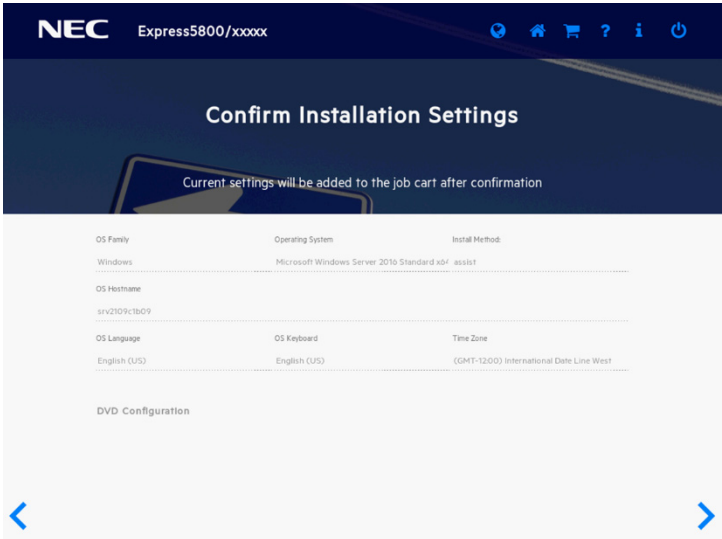 NEC Express5800/xxxxx
Confirm Installation Settings
Current settings will be added to the job cart after confirmation
OS Family Operating System Install Method:
Windows Microsoft Windows Server 2016 Standard x64 assist
OS Hostname
srv2109c1b09
OS Language OS Keyboard Time Zone
English (US) English (US) (GMT-12:00) International Date Line West
DVD Configuration